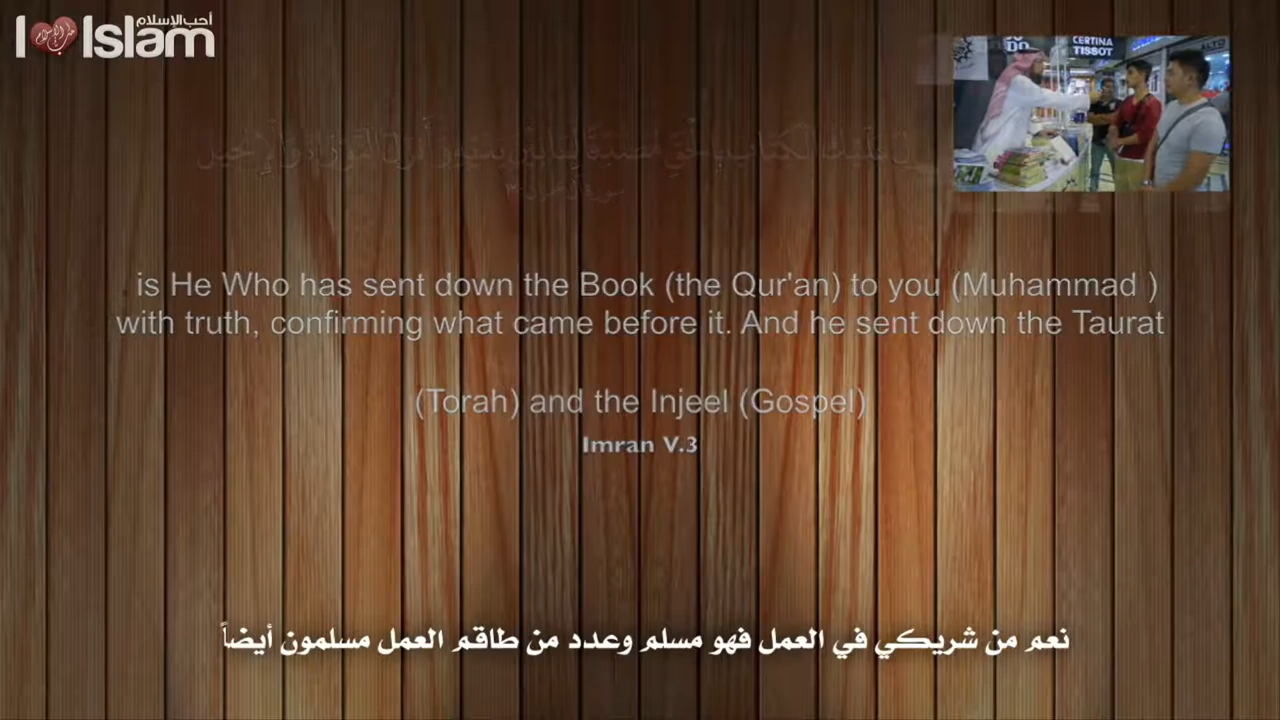 أحب الإسلام
I Islam
CERTINA
TISSOT
is He Who has sent down the Book (the Qur'an) to you (Muhammad )
with truth, confirming what came before it. And he sent down the Taurat
(Torah) and the Injeel (Gospel)
Imran V.3
نعم من شريكي في العمل فهو مسلم وعدد من طاقم العمل مسلمون أيضاً